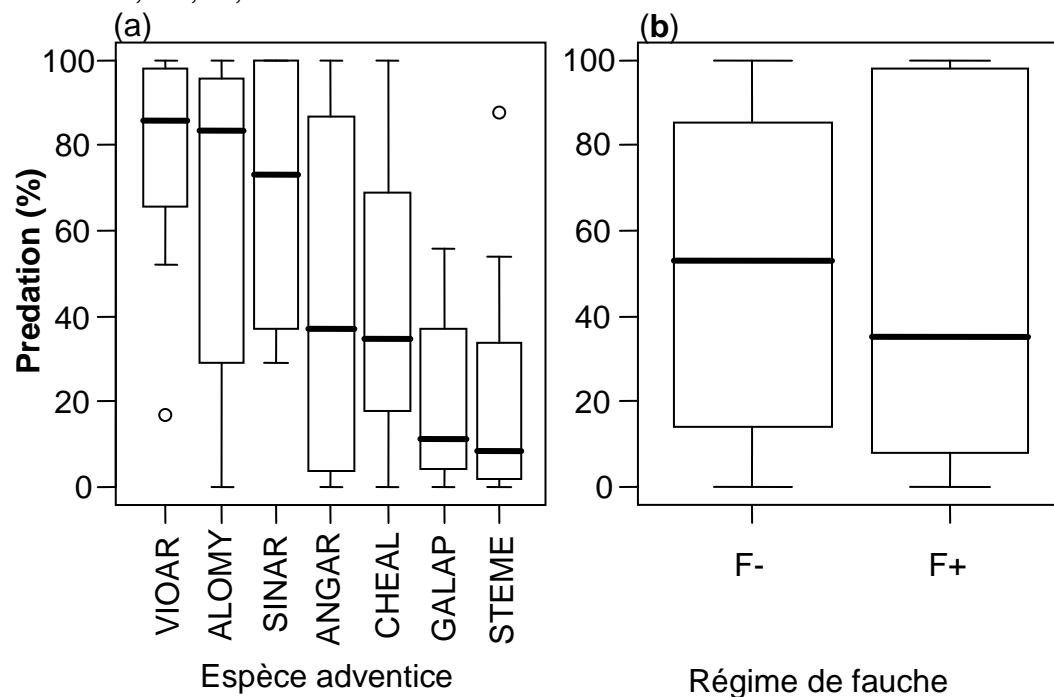 (a)
(b)
100
80
60
40
20
0
Predation (%)
VIOAR
ALOMY
SINAR
ANGAR
CHEAL
GALAP
STEME
Espèce adventice
100
80
60
40
20
0
F-
F+
Régime de fauche